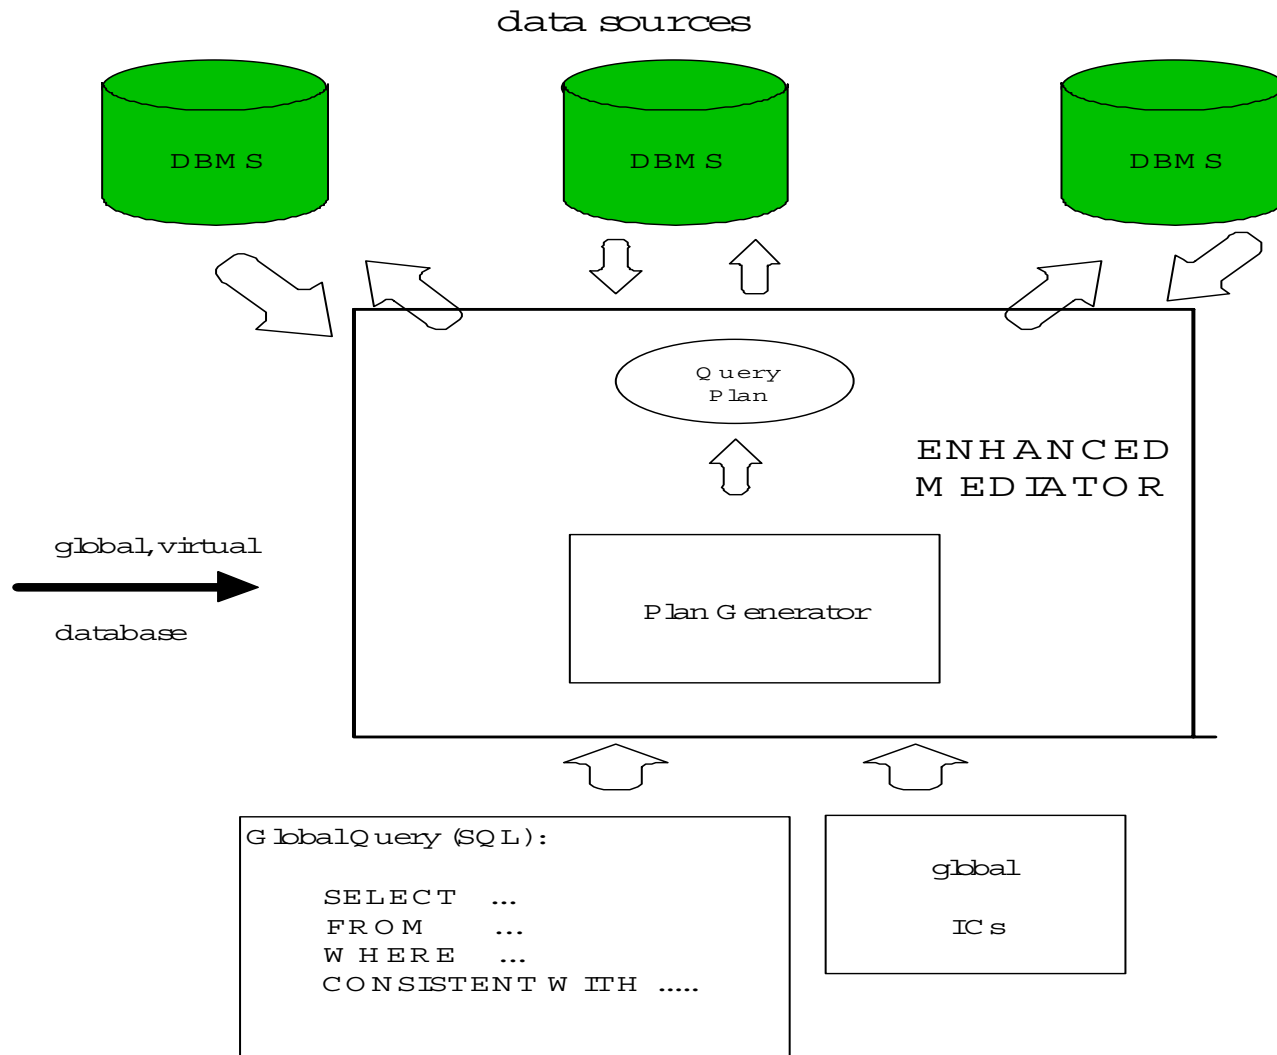 data sources
DBMS
DBMS
DBMS
Query
Plan
ENHANCED
MEDIATOR
global, virtual
database
Plan Generator
Global Query (SQL):
SELECT ...
FROM ...
WHERE ...
CONSISTENT WITH .....
global
ICs